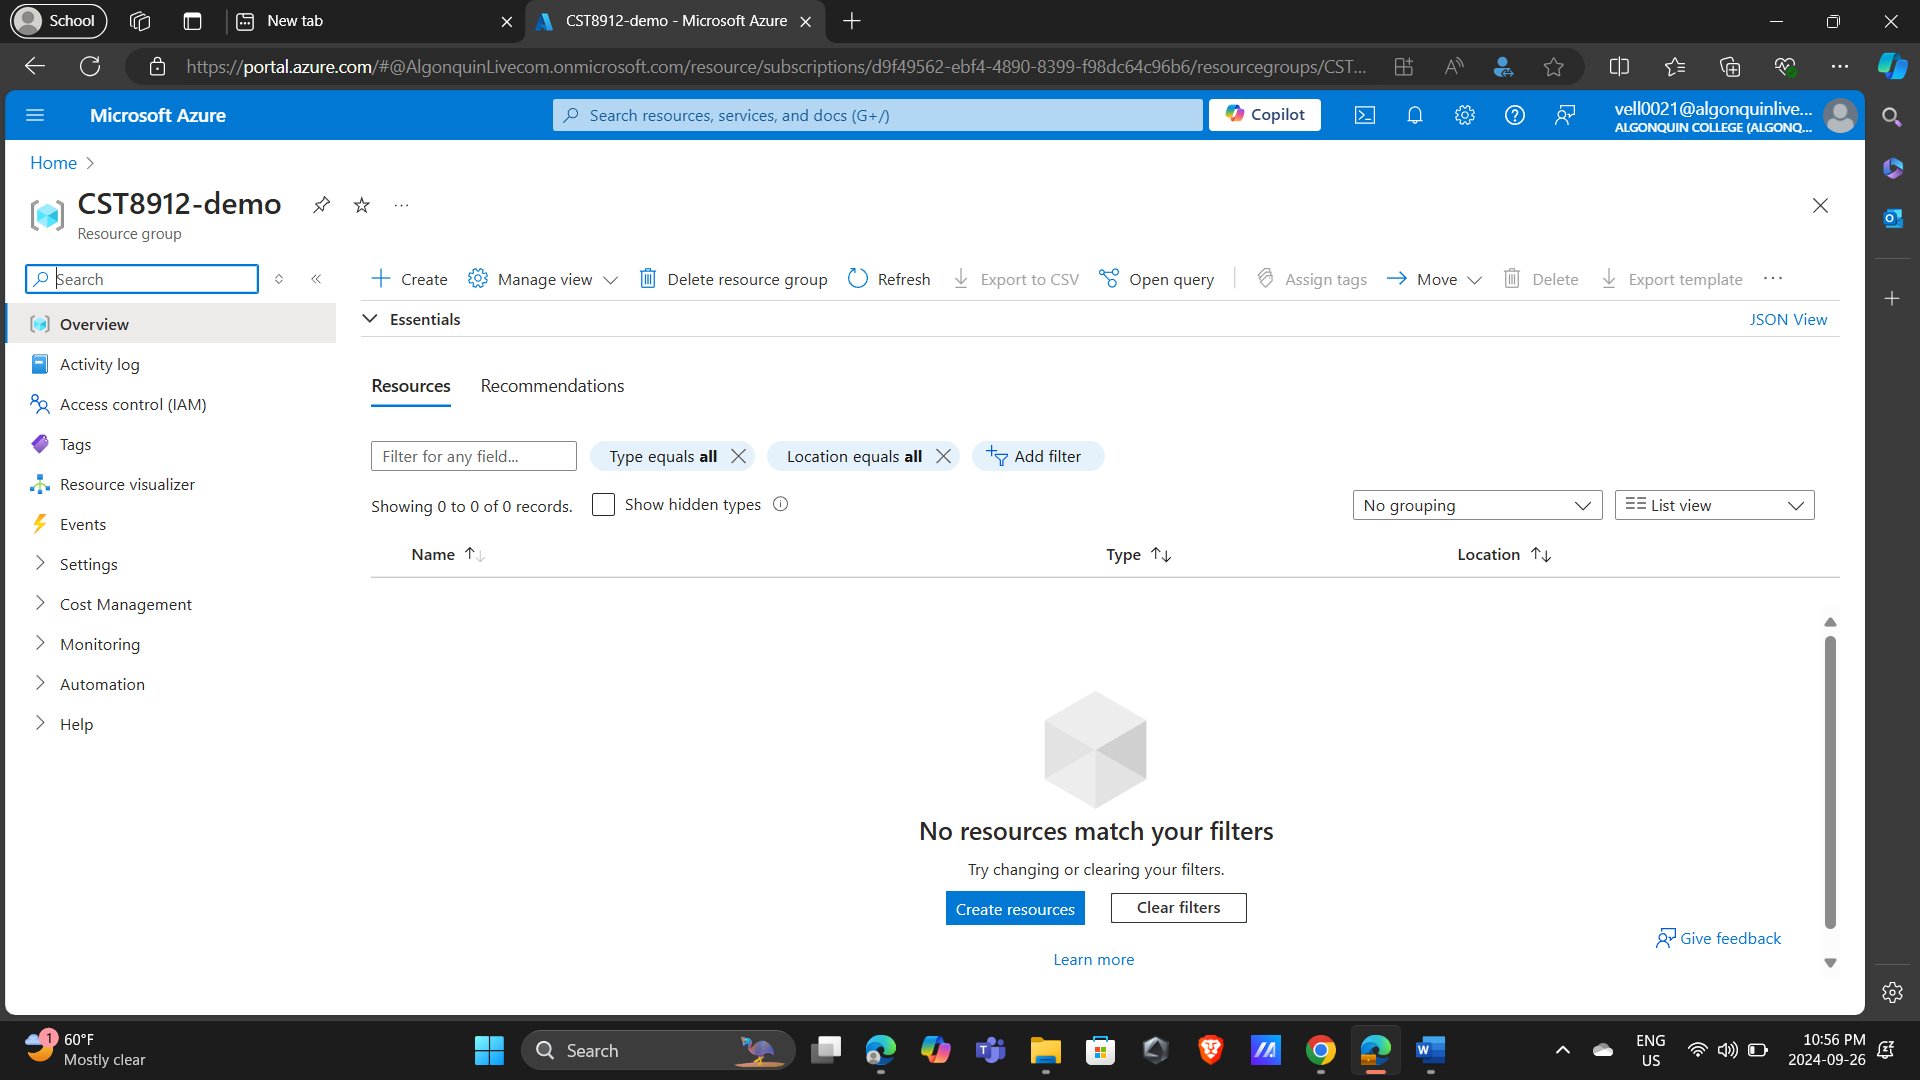 School
New tab
CST8912-demo - Microsoft Azure
https://portal.azure.com/#@AlgonquinLivecom.onmicrosoft.com/resource/subscriptions/d9f49562-ebf4-4890-8399-f98dc64c96b6/resourcegroups/CST...
Microsoft Azure
Search resources, services, and docs (G+/)
Copilot
vell0021@algonquinlive...
ALGONQUIN COLLEGE (ALGONQ...
Home
CST8912-demo
Resource group
Search
Create
Manage view
Delete resource group
Refresh
Export to CSV
Open query
Assign tags
Move
Delete
Export template
Overview
Activity log
Access control (IAM)
Tags
Resource visualizer
Events
Settings
Cost Management
Monitoring
Automation
Help
Essentials
JSON View
Resources
Recommendations
Filter for any field...
Type equals all
Location equals all
Add filter
Showing 0 to 0 of 0 records.
Show hidden types
No grouping
List view
Name
Type
Location
No resources match your filters
Try changing or clearing your filters.
Create resources
Clear filters
Learn more
Give feedback
1
60°F
Mostly clear
Search
ENG
US
10:56 PM
2024-09-26